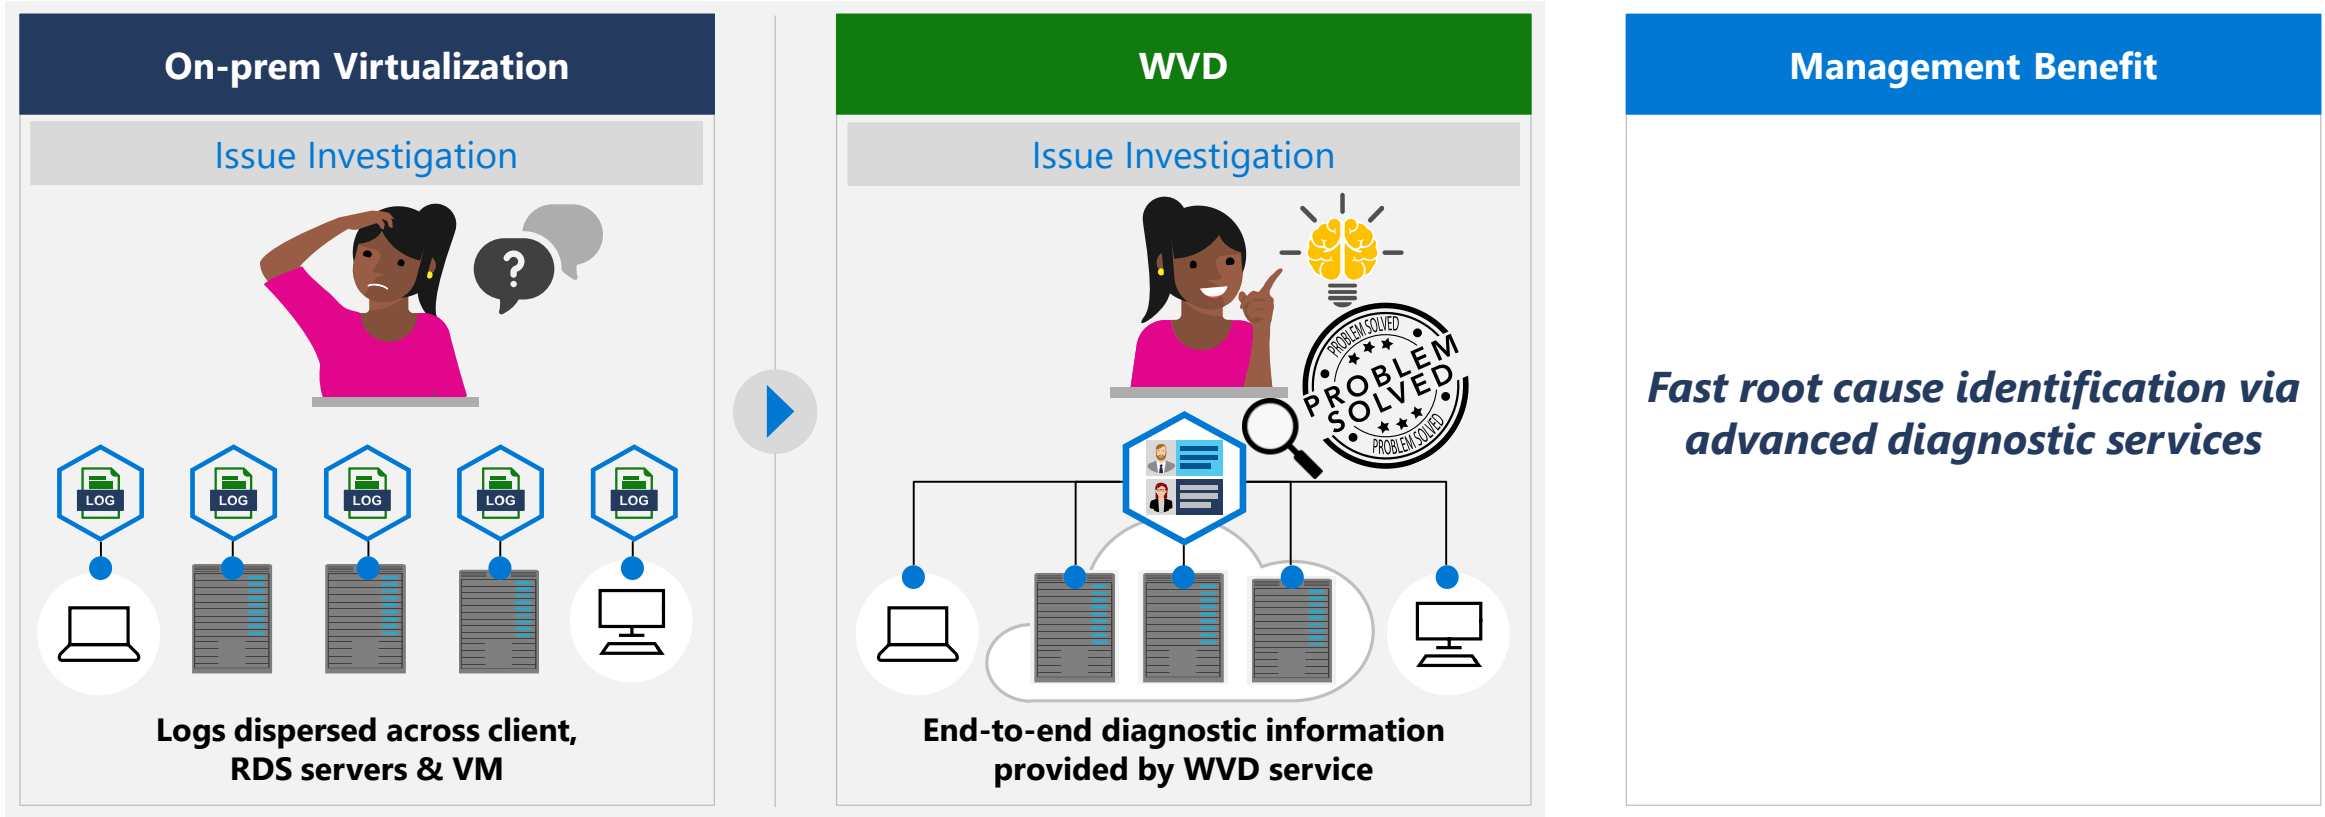 On-prem Virtualization
Issue Investigation
?
LOG
LOG
LOG
LOG
LOG
Logs dispersed across client,
RDS servers & VM
WVD
Issue Investigation
PROBLEM SOLVED
PROBLEM
SOLVED
PROBLEM SOLVED
End-to-end diagnostic information
provided by WVD service
Management Benefit
Fast root cause identification via
advanced diagnostic services